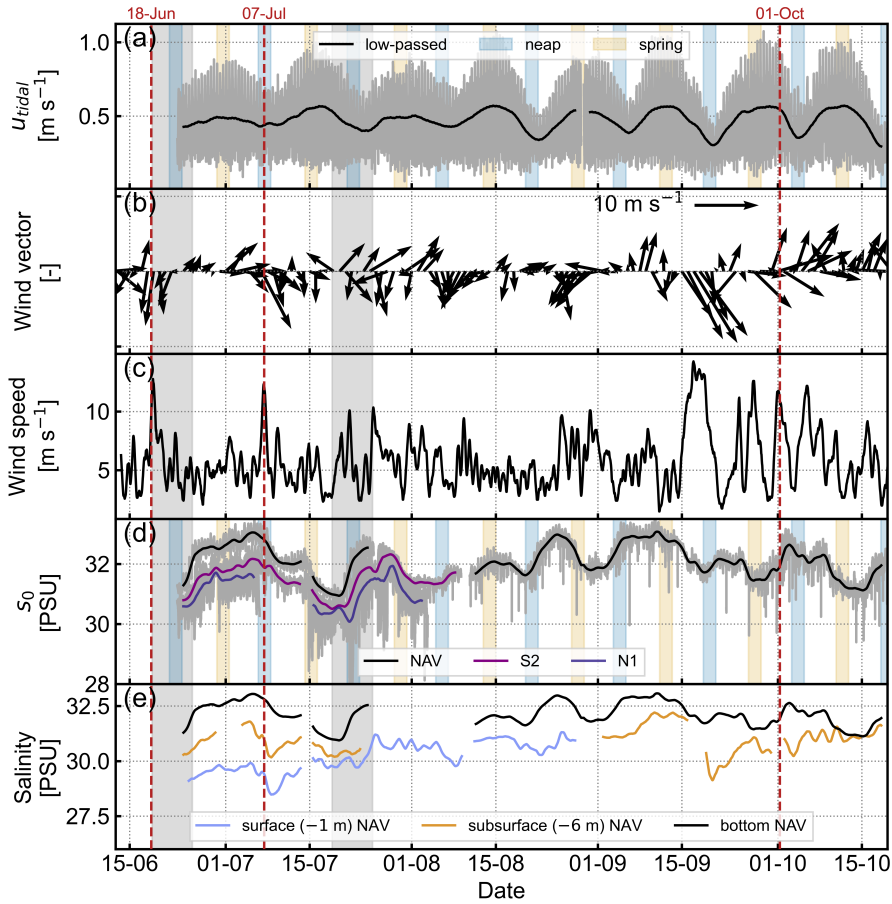 18-Jun 07-Jul 01-Oct
(a)
low-passed neap spring
1.0
0.5
u_tidal
[m s⁻¹]
(b)
10 m s⁻¹
Wind vector
[-]
(c)
10
5
Wind speed
[m s⁻¹]
(d)
32
30
28
s₀
[PSU]
NAV S2 N1
(e)
32.5
30.0
27.5
Salinity
[PSU]
surface (−1 m) NAV subsurface (−6 m) NAV bottom NAV
15-06 01-07 15-07 01-08 15-08 01-09 15-09 01-10 15-10
Date